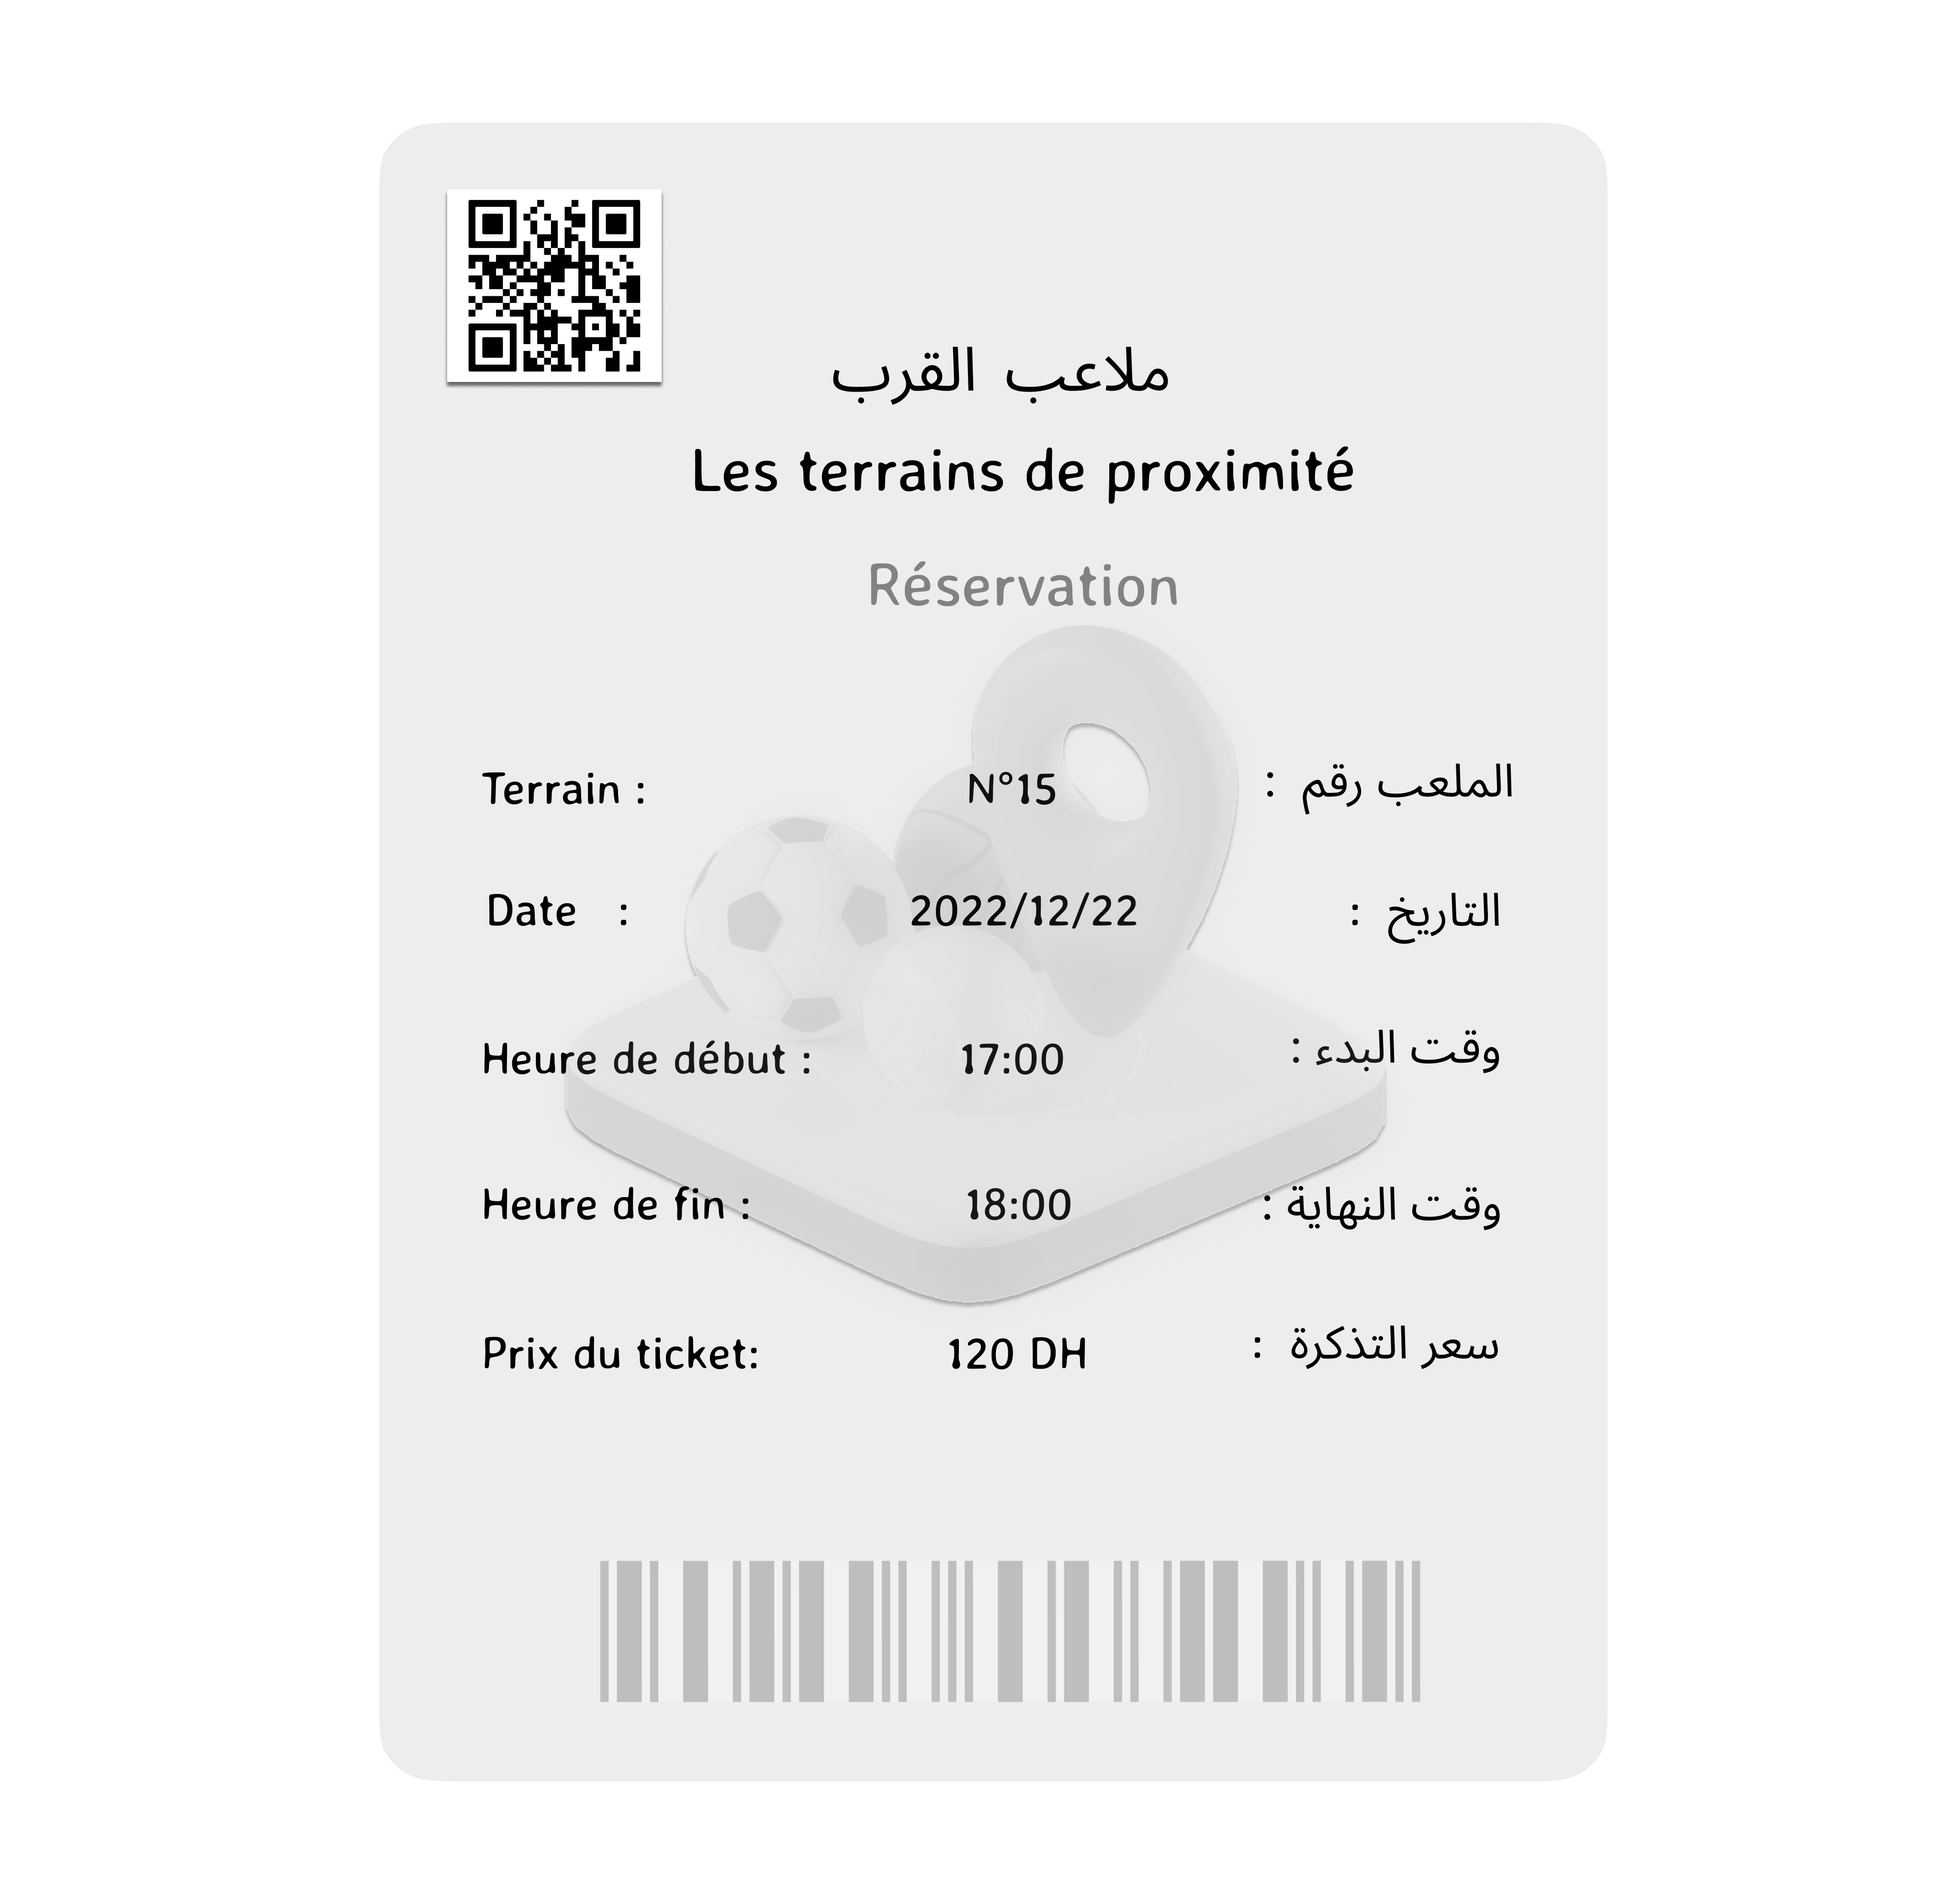 ملاعب القرب
Les terrains de proximité
Réservation
Terrain : N°15 الملعب رقم :
Date : 2022/12/22 التاريخ :
Heure de début : 17:00 وقت البدء :
Heure de fin : 18:00 وقت النهاية :
Prix du ticket: 120 DH سعر التذكرة :